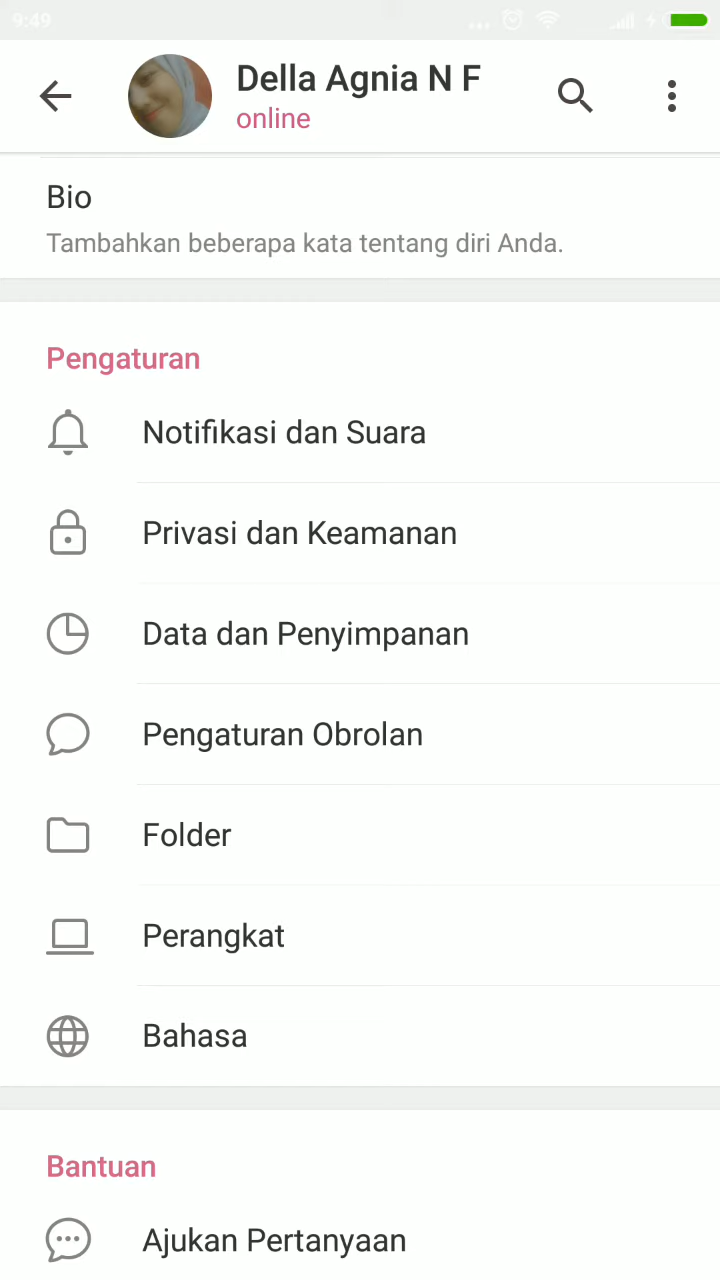 9:49
Della Agnia N F
online
Bio
Tambahkan beberapa kata tentang diri Anda.
Pengaturan
Notifikasi dan Suara
Privasi dan Keamanan
Data dan Penyimpanan
Pengaturan Obrolan
Folder
Perangkat
Bahasa
Bantuan
Ajukan Pertanyaan